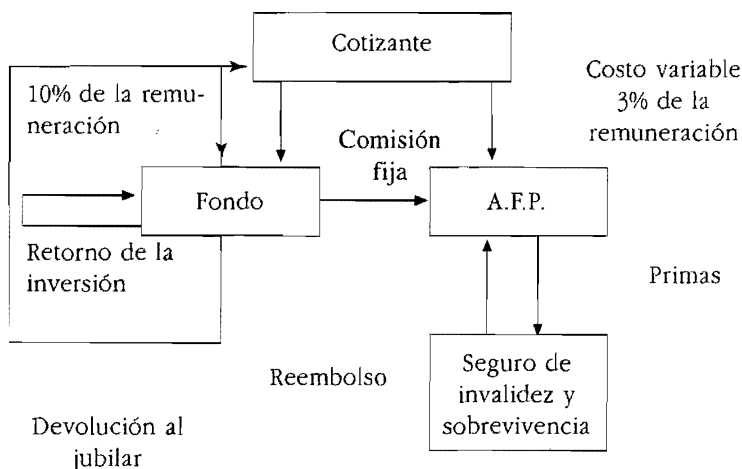 Cotizante
Costo variable
3% de la
remuneración
10% de la remu-
neración
Comisión
fija
Fondo
A.F.P.
Retorno de la
inversión
Primas
Reembolso
Seguro de
invalidez y
sobrevivencia
Devolución al
jubilar